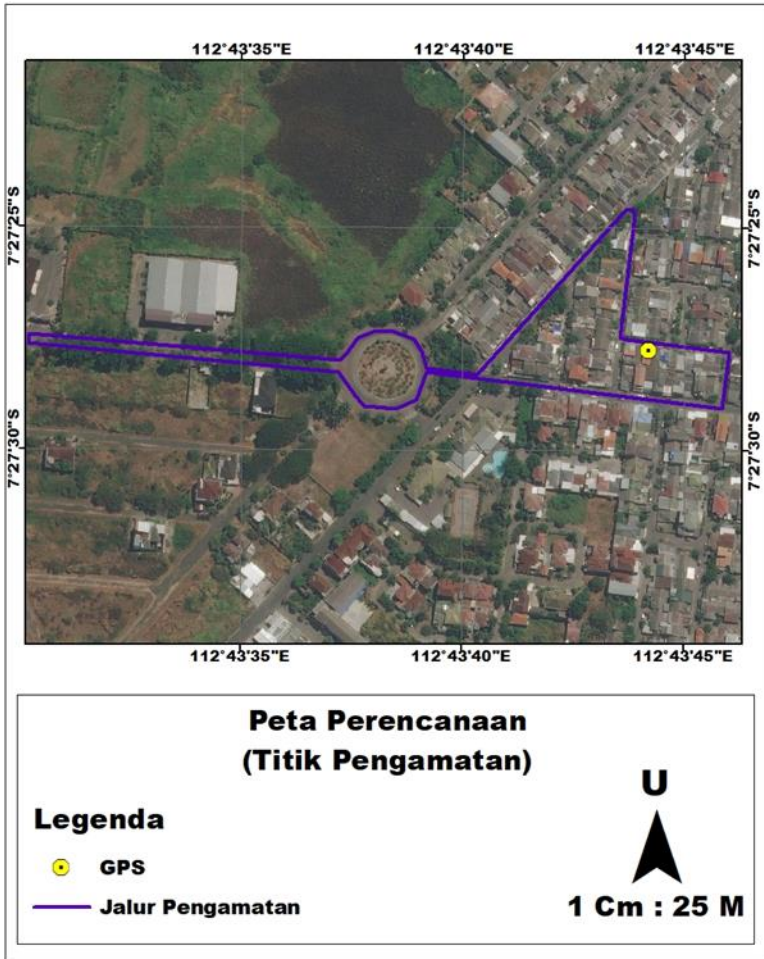 112°43'35"E 112°43'40"E 112°43'45"E
7°27'25"S 7°27'25"S
7°27'30"S 7°27'30"S
112°43'35"E 112°43'40"E 112°43'45"E
Peta Perencanaan
(Titik Pengamatan)
U
Legenda
GPS
Jalur Pengamatan
1 Cm : 25 M